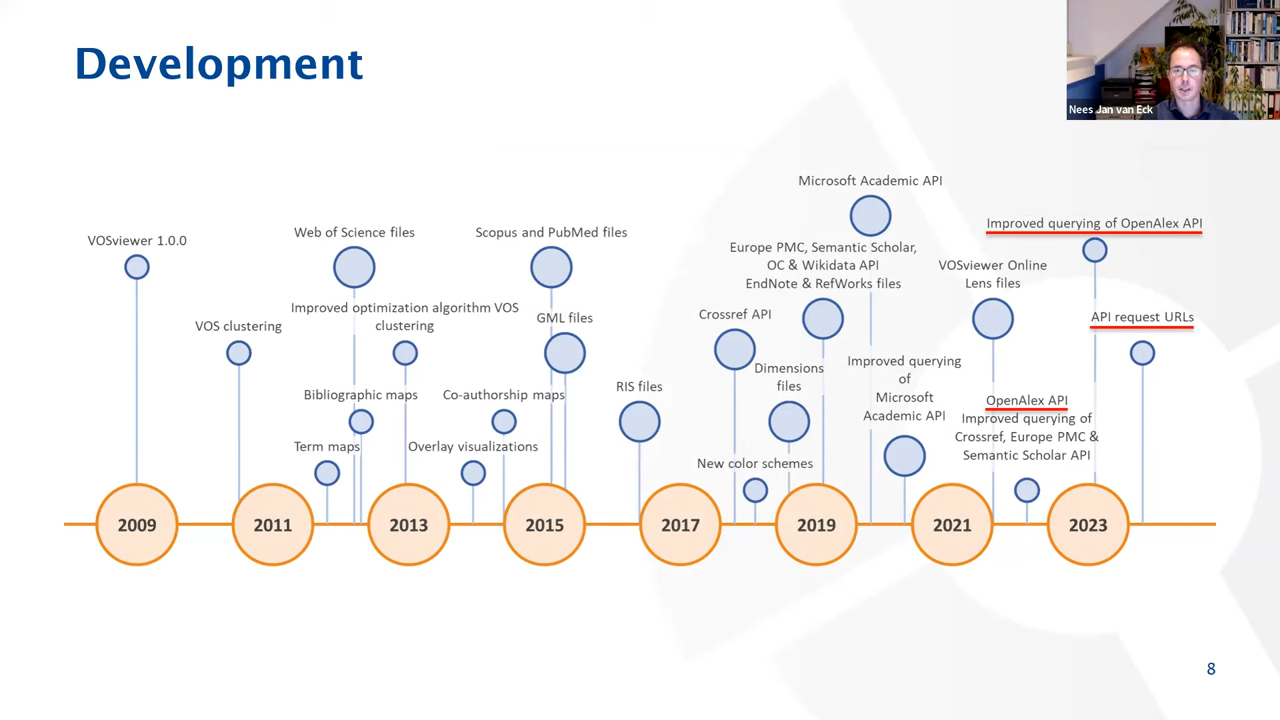 Development
Nees Jan van Eck
VOSviewer 1.0.0
VOS clustering
Web of Science files
Improved optimization algorithm VOS
clustering
Bibliographic maps
Term maps
Scopus and PubMed files
GML files
Co-authorship maps
Overlay visualizations
RIS files
Microsoft Academic API
Europe PMC, Semantic Scholar,
OC & Wikidata API
EndNote & RefWorks files
Crossref API
Dimensions
files
New color schemes
Improved querying
of
Microsoft
Academic API
VOSviewer Online
Lens files
Improved querying of OpenAlex API
API request URLs
OpenAlex API
Improved querying of
Crossref, Europe PMC &
Semantic Scholar API
2009
2011
2013
2015
2017
2019
2021
2023
8